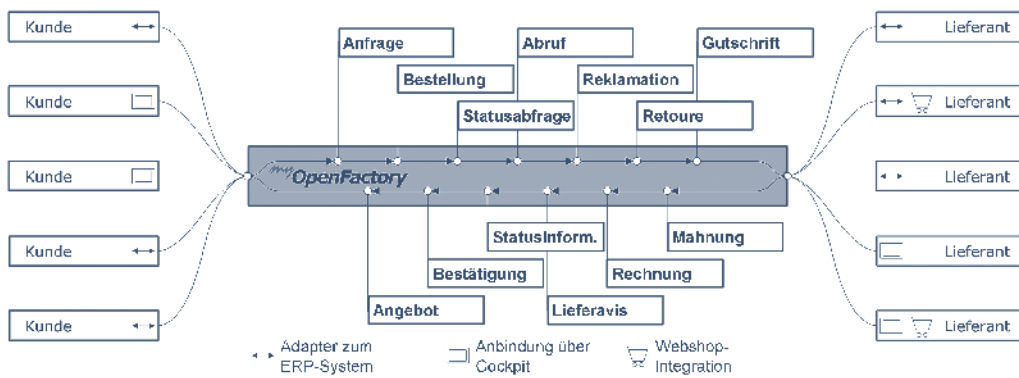 Kunde
Kunde
Kunde
Kunde
Kunde
Anfrage
Abruf
Gutschrift
Bestellung
Reklamation
Statusabfrage
Retoure
myOpenFactory
StatusInform.
Mahnung
Bestätigung
Rechnung
Angebot
Lieferavis
Lieferant
Lieferant
Lieferant
Lieferant
Lieferant
Adapter zum
ERP-System
Anbindung über
Cockpit
Webshop-
Integration